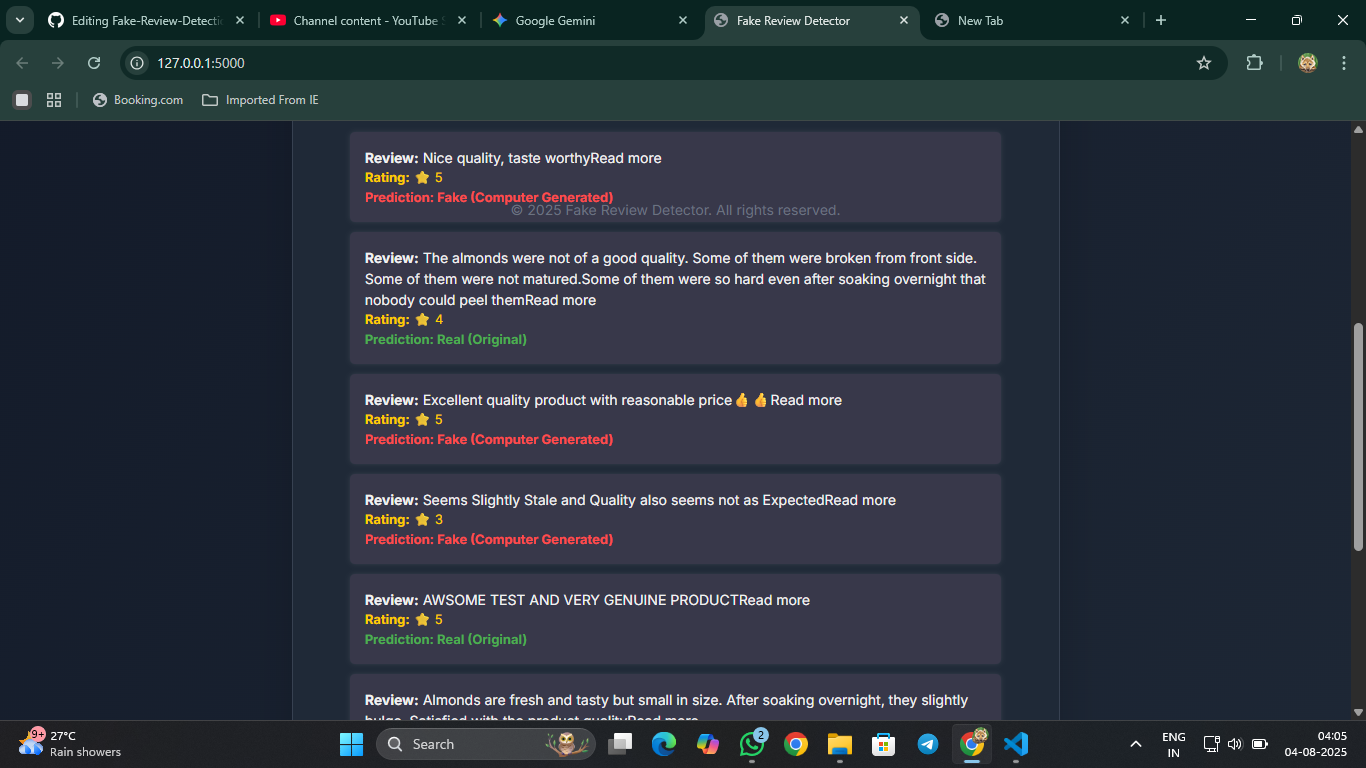 Editing Fake-Review-Detecti
Channel content - YouTube S
Google Gemini
Fake Review Detector
New Tab
127.0.0.1:5000
Booking.com
Imported From IE
Review: Nice quality, taste worthyRead more
Rating: ⭐ 5
Prediction: Fake (Computer Generated)
© 2025 Fake Review Detector. All rights reserved.
Review: The almonds were not of a good quality. Some of them were broken from front side.
Some of them were not matured.Some of them were so hard even after soaking overnight that
nobody could peel themRead more
Rating: ⭐ 4
Prediction: Real (Original)
Review: Excellent quality product with reasonable price👍 👍Read more
Rating: ⭐ 5
Prediction: Fake (Computer Generated)
Review: Seems Slightly Stale and Quality also seems not as ExpectedRead more
Rating: ⭐ 3
Prediction: Fake (Computer Generated)
Review: AWSOME TEST AND VERY GENUINE PRODUCTRead more
Rating: ⭐ 5
Prediction: Real (Original)
Review: Almonds are fresh and tasty but small in size. After soaking overnight, they slightly
bulge. Satisfied with the product qualityRead more
9+
27°C
Rain showers
Search
2
ENG
IN
04:05
04-08-2025